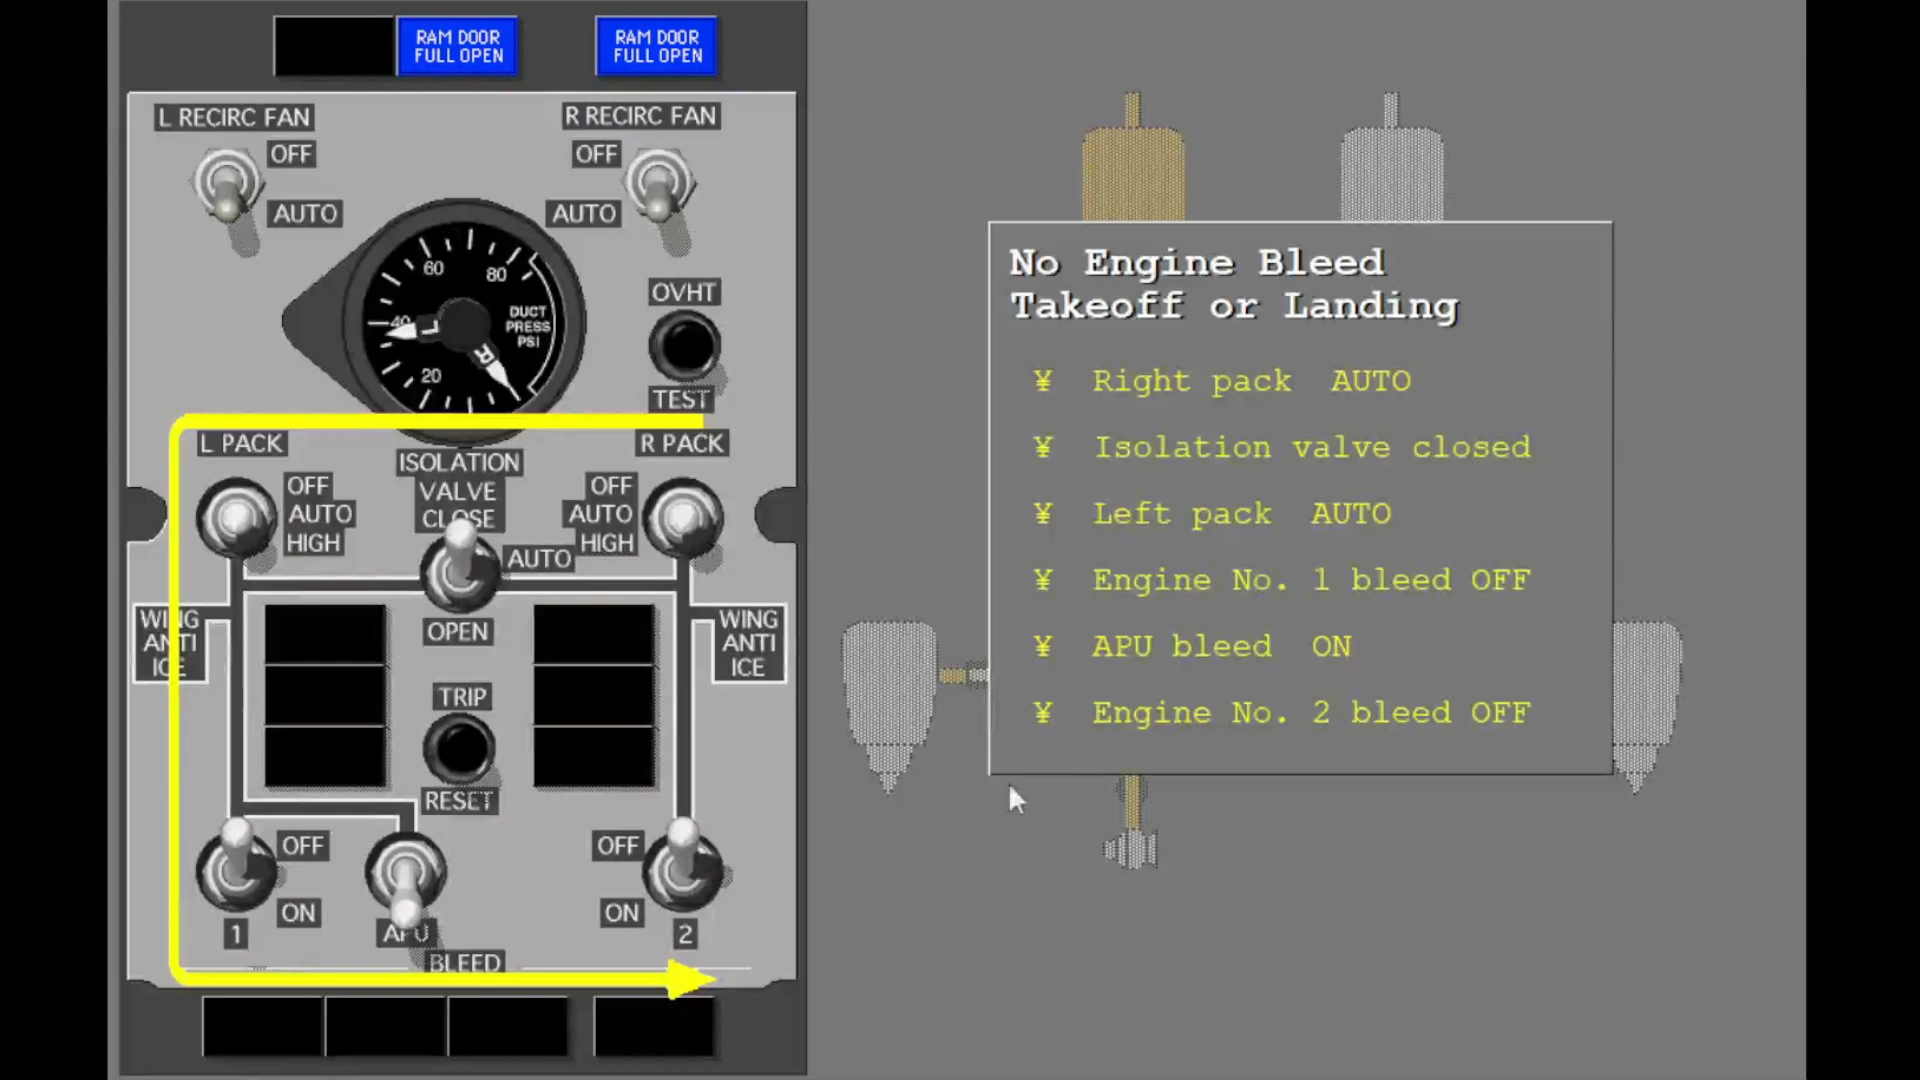 RAM DOOR
FULL OPEN
RAM DOOR
FULL OPEN
L RECIRC FAN
OFF
AUTO
R RECIRC FAN
OFF
AUTO
60
80
40
20
DUCT
PRESS
PSI
L
R
OVHT
TEST
L PACK
OFF
AUTO
HIGH
ISOLATION
VALVE
CLOSE
AUTO
OPEN
R PACK
OFF
AUTO
HIGH
WING
ANTI
ICE
WING
ANTI
ICE
TRIP
RESET
OFF
ON
1
APU
BLEED
OFF
ON
2
No Engine Bleed
Takeoff or Landing
¥ Right pack AUTO
¥ Isolation valve closed
¥ Left pack AUTO
¥ Engine No. 1 bleed OFF
¥ APU bleed ON
¥ Engine No. 2 bleed OFF